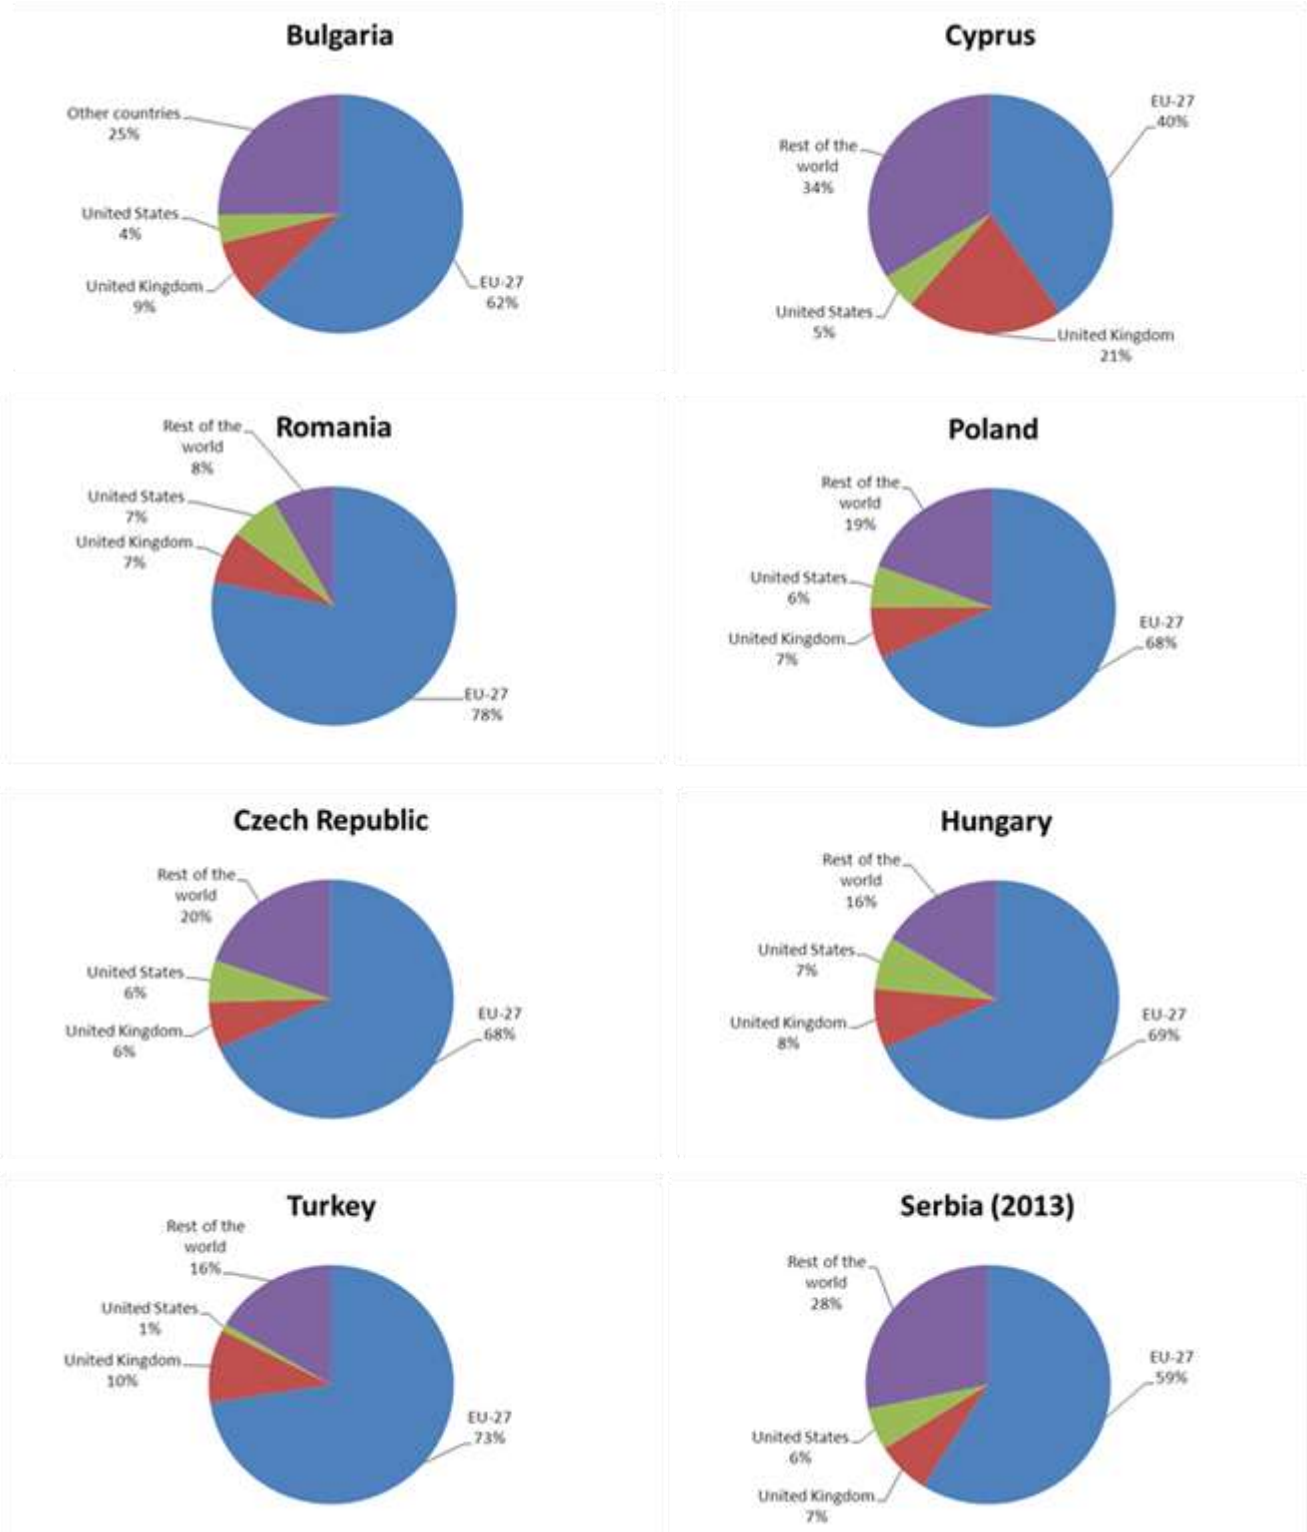 Bulgaria
Other countries
25%
United States
4%
United Kingdom
9%
EU-27
62%
Cyprus
EU-27
40%
Rest of the
world
34%
United States
5%
United Kingdom
21%
Romania
Rest of the
world
8%
United States
7%
United Kingdom
7%
EU-27
78%
Poland
Rest of the
world
19%
United States
6%
United Kingdom
7%
EU-27
68%
Czech Republic
Rest of the
world
20%
United States
6%
United Kingdom
6%
EU-27
68%
Hungary
Rest of the
world
16%
United States
7%
United Kingdom
8%
EU-27
69%
Turkey
Rest of the
world
16%
United States
1%
United Kingdom
10%
EU-27
73%
Serbia (2013)
Rest of the
world
28%
EU-27
59%
United States
6%
United Kingdom
7%